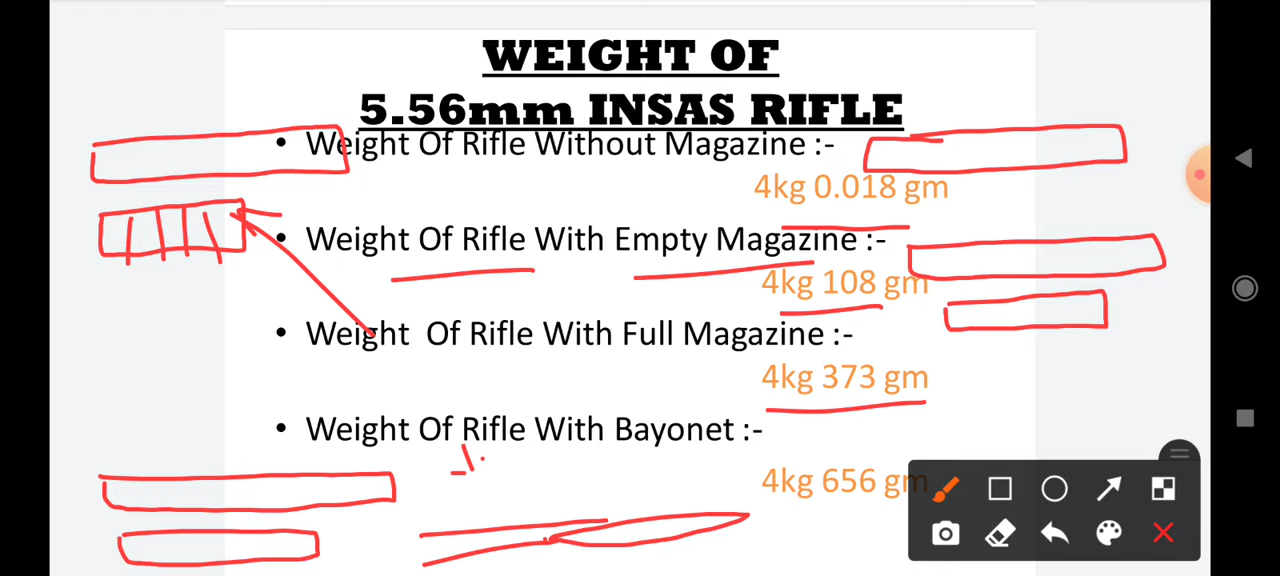 WEIGHT OF
5.56mm INSAS RIFLE
• Weight Of Rifle Without Magazine :-
4kg 0.018 gm
• Weight Of Rifle With Empty Magazine :-
4kg 108 gm
• Weight Of Rifle With Full Magazine :-
4kg 373 gm
• Weight Of Rifle With Bayonet :-
4kg 656 gm